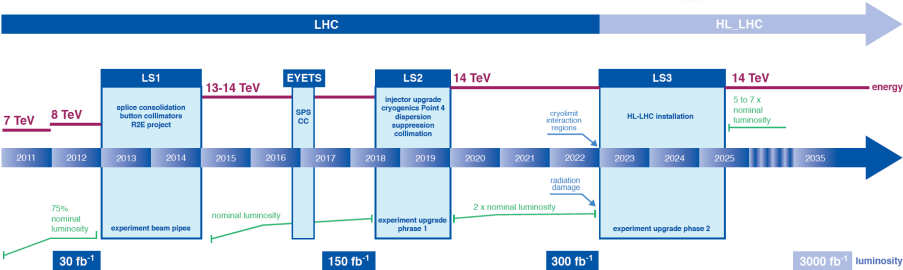 LHC
HL_LHC
LS1
EYETS
LS2
LS3
7 TeV
8 TeV
13-14 TeV
14 TeV
14 TeV
energy
splice consolidation
button collimators
R2E project
SPS
CC
injector upgrade
cryogenics Point 4
dispersion
suppression
collimation
cryolimit
interaction
regions
HL-LHC installation
5 to 7 x
nominal
luminosity
2011
2012
2013
2014
2015
2016
2017
2018
2019
2020
2021
2022
2023
2024
2025
2035
75%
nominal
luminosity
experiment beam pipes
nominal luminosity
experiment upgrade
phrase 1
2 x nominal luminosity
radiation
damage
experiment upgrade phase 2
30 fb-1
150 fb-1
300 fb-1
3000 fb-1
luminosity